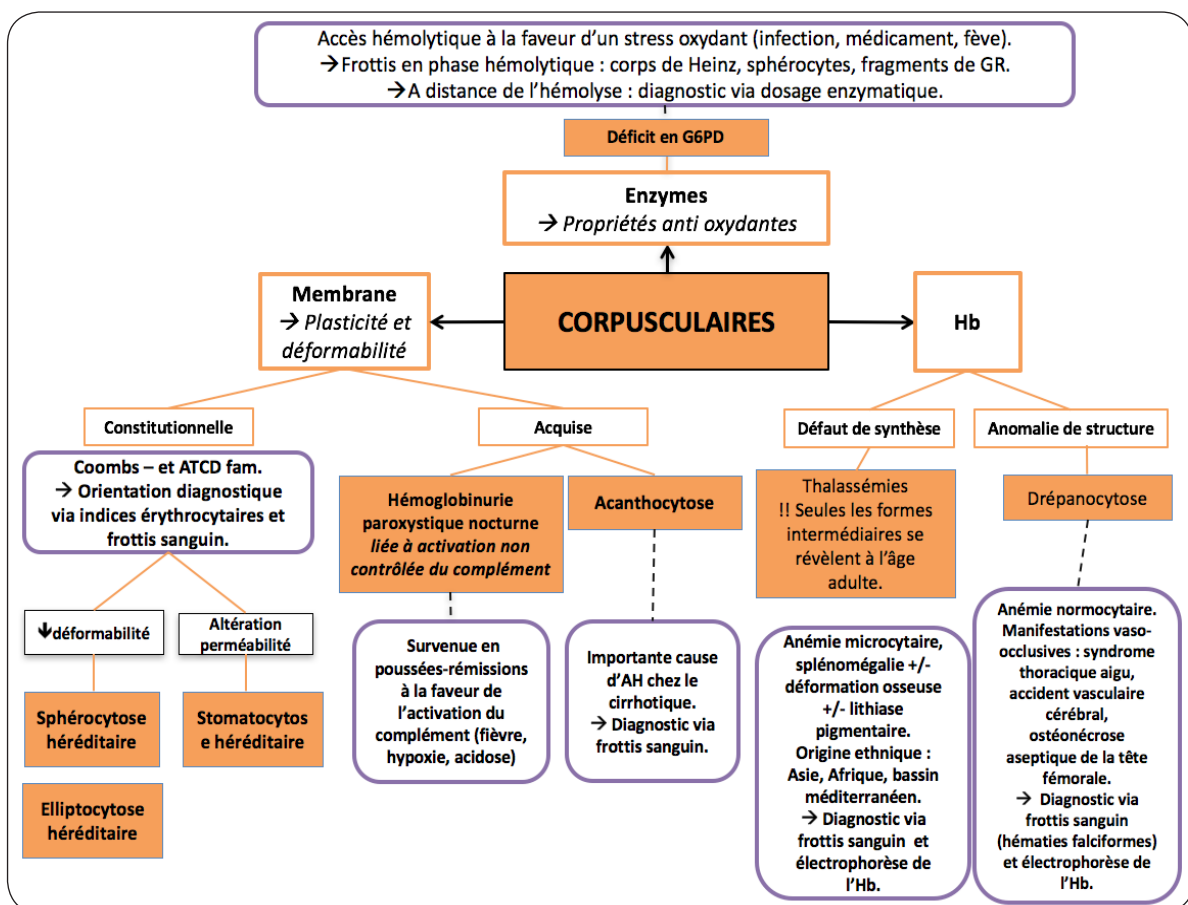 Accès hémolytique à la faveur d'un stress oxydant (infection, médicament, fève).
→Frottis en phase hémolytique : corps de Heinz, sphérocytes, fragments de GR.
→A distance de l'hémolyse : diagnostic via dosage enzymatique.
Déficit en G6PD
Enzymes
→ Propriétés anti oxydantes
Membrane
→ Plasticité et
déformabilité
CORPUSCULAIRES
Hb
Constitutionnelle
Acquise
Défaut de synthèse
Anomalie de structure
Coombs – et ATCD fam.
→ Orientation diagnostique
via indices érythrocytaires et
frottis sanguin.
Hémoglobinurie
paroxystique nocturne
liée à activation non
contrôlée du complément
Acanthocytose
Thalassémies
!! Seules les formes
intermédiaires se
révèlent à l'âge
adulte.
Drépanocytose
↓déformabilité
Altération
perméabilité
Sphérocytose
héréditaire
Stomatocytos
e héréditaire
Elliptocytose
héréditaire
Survenue en
poussées-rémissions
à la faveur de
l'activation du
complément (fièvre,
hypoxie, acidose)
Importante cause
d'AH chez le
cirrhotique.
→ Diagnostic via
frottis sanguin.
Anémie microcytaire,
splénomégalie +/-
déformation osseuse
+/- lithiase
pigmentaire.
Origine ethnique :
Asie, Afrique, bassin
méditerranéen.
→ Diagnostic via
frottis sanguin et
électrophorèse de
l'Hb.
Anémie normocytaire.
Manifestations vaso-
occlusives : syndrome
thoracique aigu,
accident vasculaire
cérébral,
ostéonécrose
aseptique de la tête
fémorale.
→ Diagnostic via
frottis sanguin
(hématies falciformes)
et électrophorèse de
l'Hb.